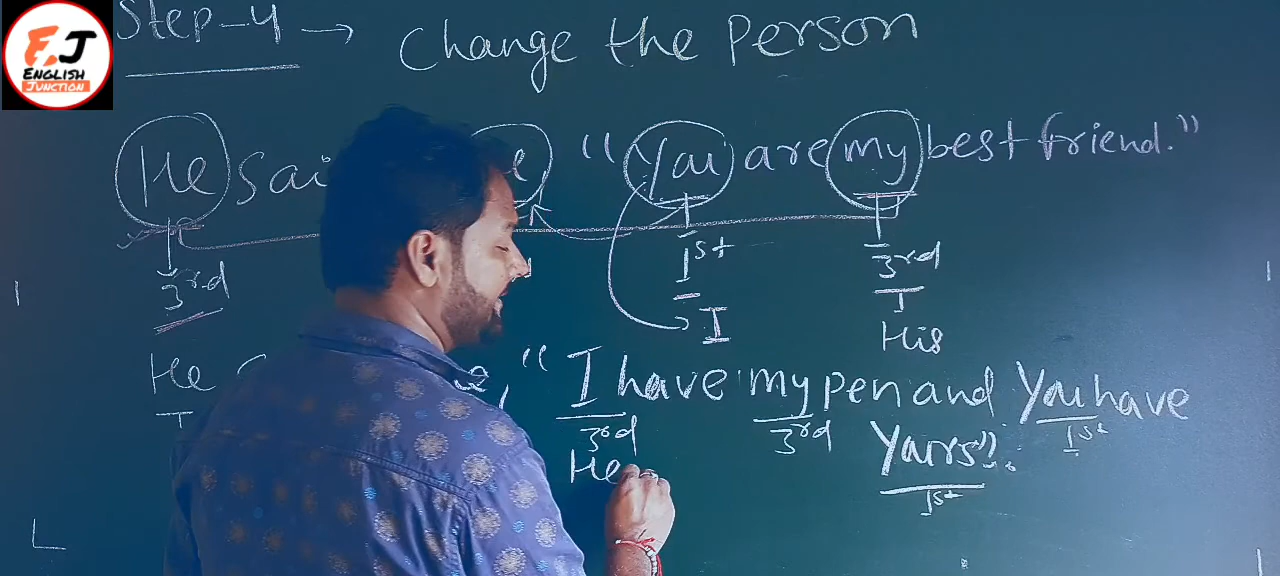 Step-4 → Change the Person
EJ
ENGLISH
JUNCTION
He sai e "You are my best friend."
3rd 1st 3rd
I His
He , "I have my pen and You have
3rd 3rd 1st
Yours".
He
1st